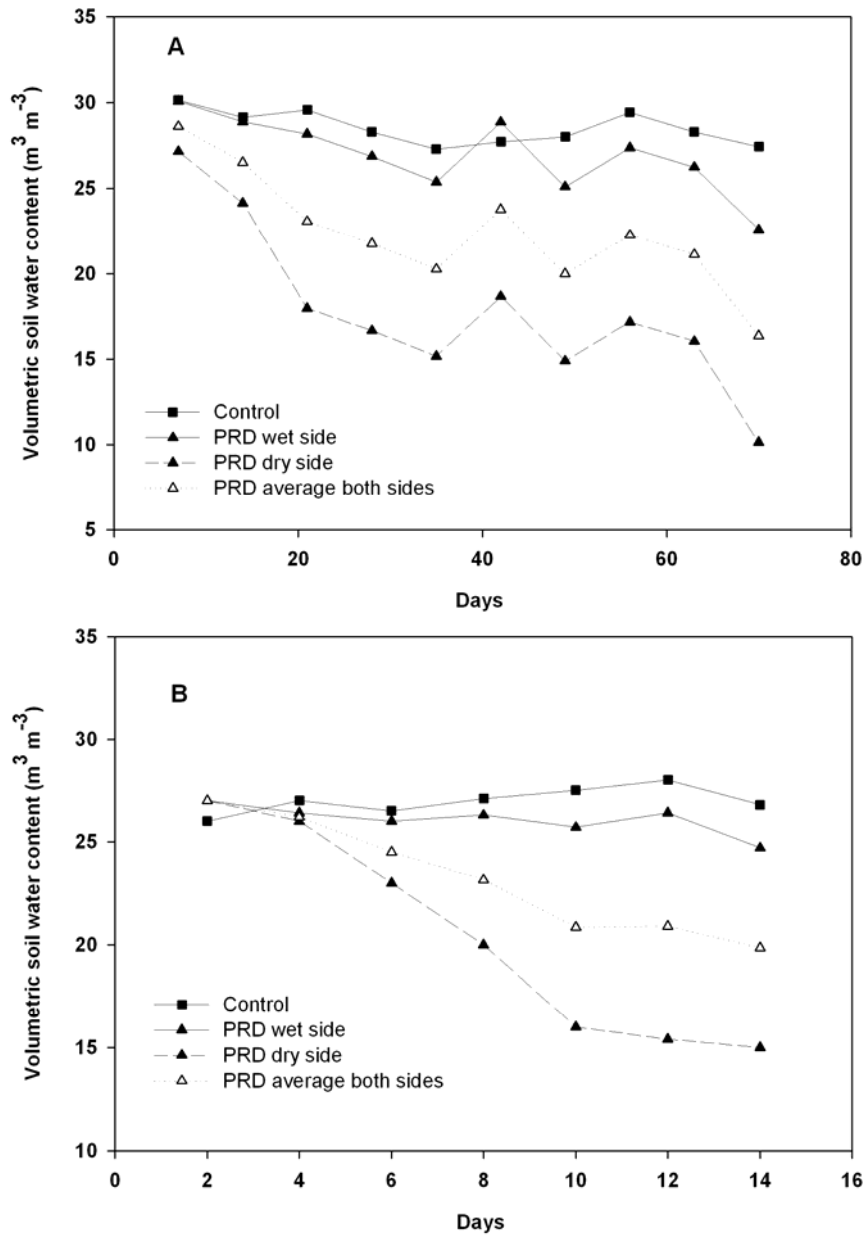 A
35
30
25
20
15
10
5
Volumetric soil water content (m³ m⁻³)
Control
PRD wet side
PRD dry side
PRD average both sides
0 20 40 60 80
Days
B
35
30
25
20
15
10
Volumetric soil water content (m³ m⁻³)
Control
PRD wet side
PRD dry side
PRD average both sides
0 2 4 6 8 10 12 14 16
Days